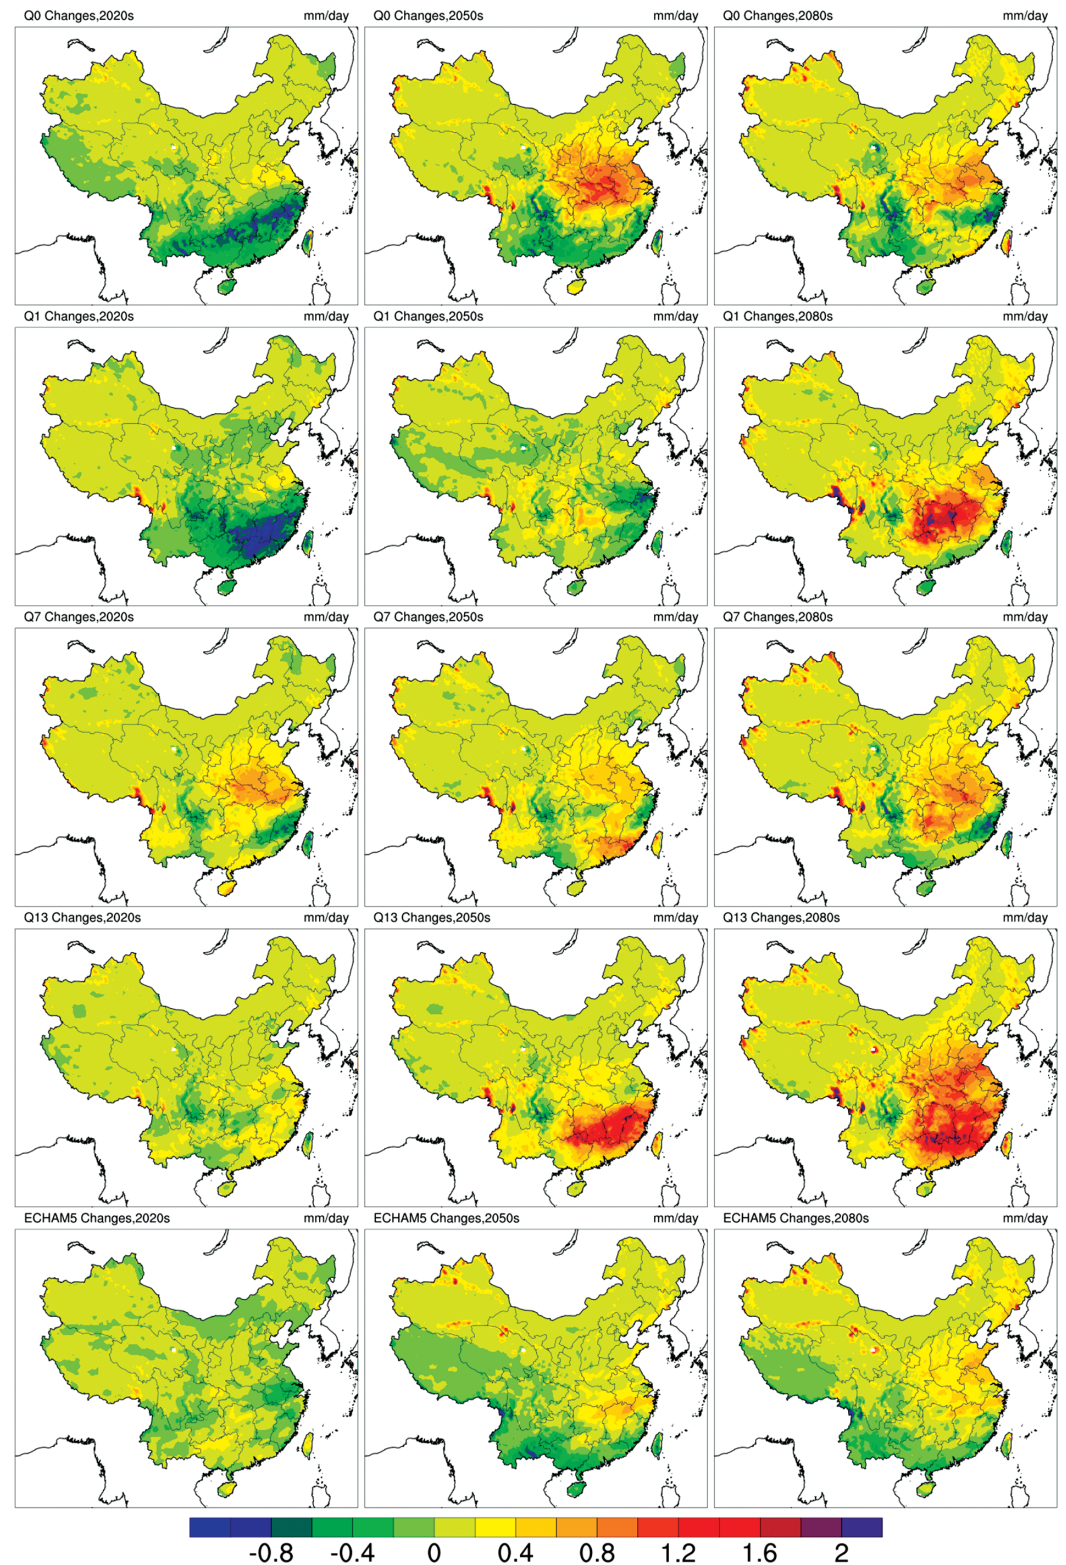 Q0 Changes,2020s mm/day Q0 Changes,2050s mm/day Q0 Changes,2080s mm/day
Q1 Changes,2020s mm/day Q1 Changes,2050s mm/day Q1 Changes,2080s mm/day
Q7 Changes,2020s mm/day Q7 Changes,2050s mm/day Q7 Changes,2080s mm/day
Q13 Changes,2020s mm/day Q13 Changes,2050s mm/day Q13 Changes,2080s mm/day
ECHAM5 Changes,2020s mm/day ECHAM5 Changes,2050s mm/day ECHAM5 Changes,2080s mm/day
-0.8 -0.4 0 0.4 0.8 1.2 1.6 2